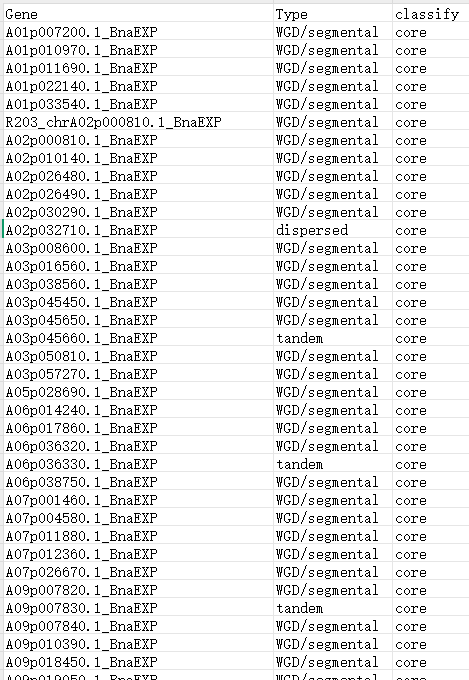 Gene Type classify
A01p007200.1_BnaEXP WGD/segmental core
A01p010970.1_BnaEXP WGD/segmental core
A01p011690.1_BnaEXP WGD/segmental core
A01p022140.1_BnaEXP WGD/segmental core
A01p033540.1_BnaEXP WGD/segmental core
R203_chrA02p000810.1_BnaEXP WGD/segmental core
A02p000810.1_BnaEXP WGD/segmental core
A02p010140.1_BnaEXP WGD/segmental core
A02p026480.1_BnaEXP WGD/segmental core
A02p026490.1_BnaEXP WGD/segmental core
A02p030290.1_BnaEXP WGD/segmental core
A02p032710.1_BnaEXP dispersed core
A03p008600.1_BnaEXP WGD/segmental core
A03p016560.1_BnaEXP WGD/segmental core
A03p038560.1_BnaEXP WGD/segmental core
A03p045450.1_BnaEXP WGD/segmental core
A03p045650.1_BnaEXP WGD/segmental core
A03p045660.1_BnaEXP tandem core
A03p050810.1_BnaEXP WGD/segmental core
A03p057270.1_BnaEXP WGD/segmental core
A05p028690.1_BnaEXP WGD/segmental core
A06p014240.1_BnaEXP WGD/segmental core
A06p017860.1_BnaEXP WGD/segmental core
A06p036320.1_BnaEXP WGD/segmental core
A06p036330.1_BnaEXP tandem core
A06p038750.1_BnaEXP WGD/segmental core
A07p001460.1_BnaEXP WGD/segmental core
A07p004580.1_BnaEXP WGD/segmental core
A07p011880.1_BnaEXP WGD/segmental core
A07p012360.1_BnaEXP WGD/segmental core
A07p026670.1_BnaEXP WGD/segmental core
A09p007820.1_BnaEXP WGD/segmental core
A09p007830.1_BnaEXP tandem core
A09p007840.1_BnaEXP WGD/segmental core
A09p010390.1_BnaEXP WGD/segmental core
A09p018450.1_BnaEXP WGD/segmental core
WGD/segmental core